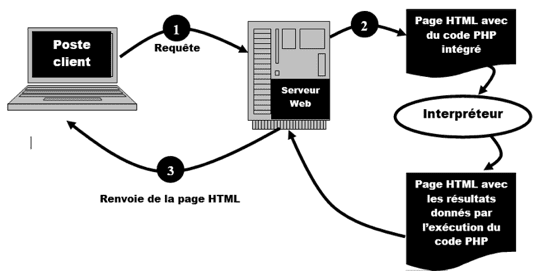 Poste
client
1
Requête
Serveur
Web
2
Page HTML avec
du code PHP
intégré
Interpréteur
Page HTML avec
les résultats
donnés par
l'exécution du
code PHP
3
Renvoie de la page HTML